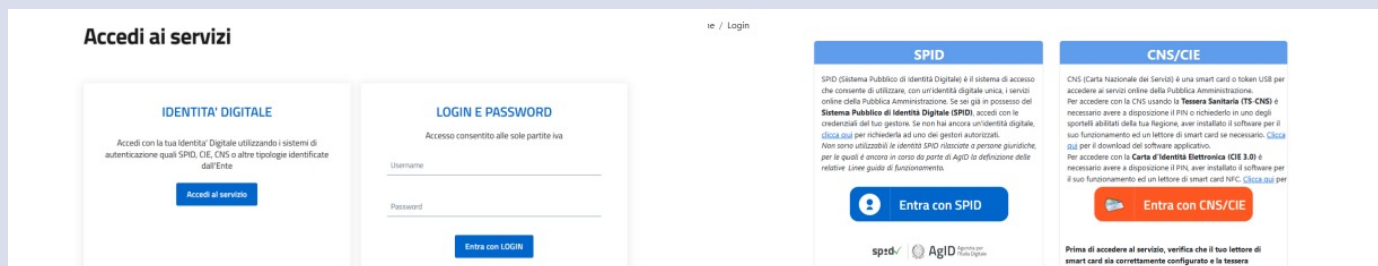 Accedi ai servizi
IDENTITA' DIGITALE
Accedi con la tua Identita' Digitale utilizzando i sistemi di
autenticazione quali SPID, CIE, CNS o altre tipologie identificate
dall'Ente
Accedi al servizio
LOGIN E PASSWORD
Accesso consentito alle sole partite iva
Username
Password
Entra con LOGIN
/ Login
SPID
SPID (Sistema Pubblico di Identità Digitale) è il sistema di accesso
che consente di utilizzare, con un'identità digitale unica, i servizi
online della Pubblica Amministrazione. Se sei già in possesso del
Sistema Pubblico di Identità Digitale (SPID), accedi con le
credenziali del tuo gestore. Se non hai ancora un'identità digitale,
clicca qui per richiederla ad uno dei gestori autorizzati.
Non sono utilizzabili le identità SPID rilasciate a persone giuridiche,
per le quali è ancora in corso da parte di AgID la definizione delle
relative Linee guida di funzionamento.
Entra con SPID
spid AgID Agenzia per
l'Italia Digitale
CNS/CIE
CNS (Carta Nazionale dei Servizi) è una smart card o token USB per
accedere ai servizi online della Pubblica Amministrazione.
Per accedere con la CNS usando la Tessera Sanitaria (TS-CNS) è
necessario avere a disposizione il PIN o richiederlo in uno degli
sportelli abilitati della tua Regione, aver installato il software per il
suo funzionamento ed un lettore di smart card se necessario. Clicca
qui per il download del software applicativo.
Per accedere con la Carta d'Identità Elettronica (CIE 3.0) è
necessario avere a disposizione il PIN, aver installato il software per
il suo funzionamento ed un lettore di smart card NFC. Clicca qui per
Entra con CNS/CIE
Prima di accedere al servizio, verifica che il tuo lettore di
smart card sia correttamente configurato e la tessera